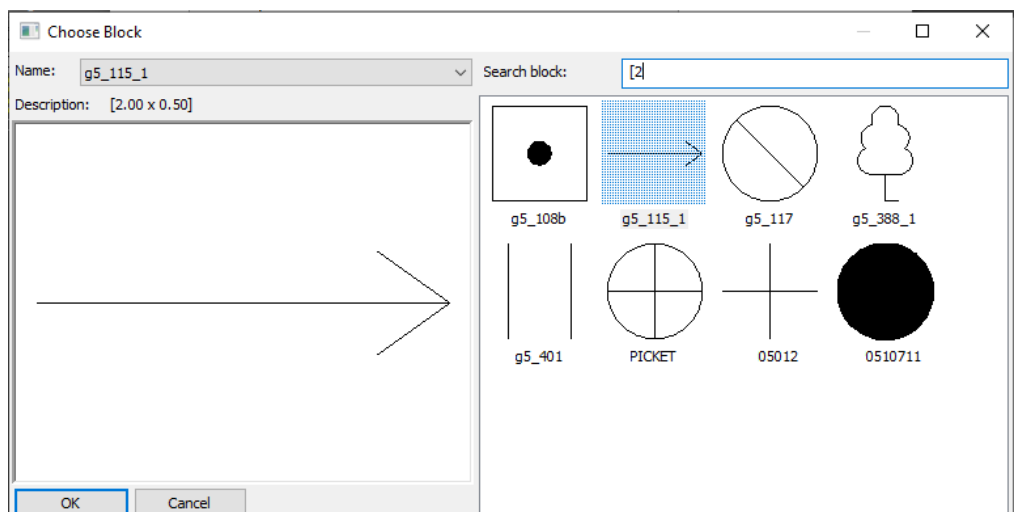 Choose Block
Name: g5_115_1
Search block: [2
Description: [2.00 x 0.50]
g5_108b g5_115_1 g5_117 g5_388_1
g5_401 PICKET 05012 0510711
OK Cancel